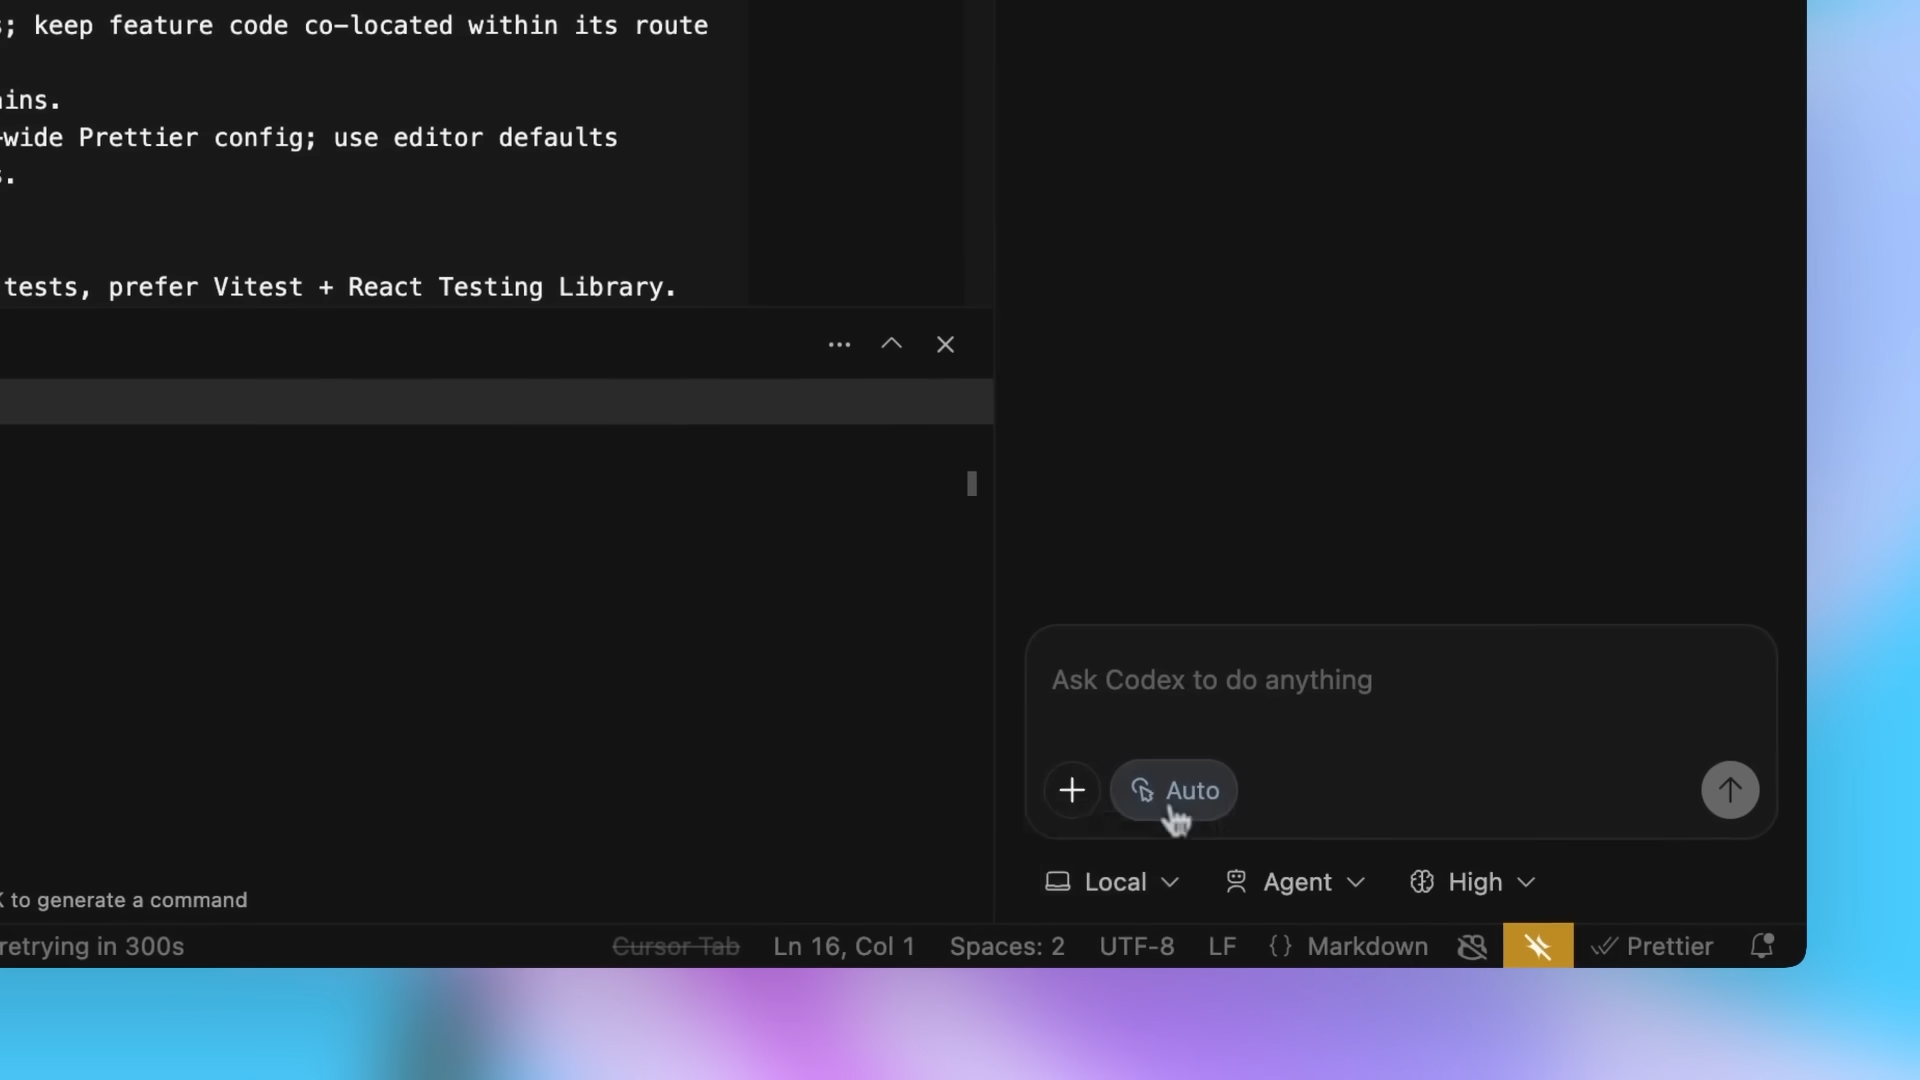 ; keep feature code co-located within its route
ins.
-wide Prettier config; use editor defaults
s.
tests, prefer Vitest + React Testing Library.
Ask Codex to do anything
Auto
Local
Agent
High
K to generate a command
retrying in 300s
Cursor Tab
Ln 16, Col 1
Spaces: 2
UTF-8
LF
{} Markdown
Prettier